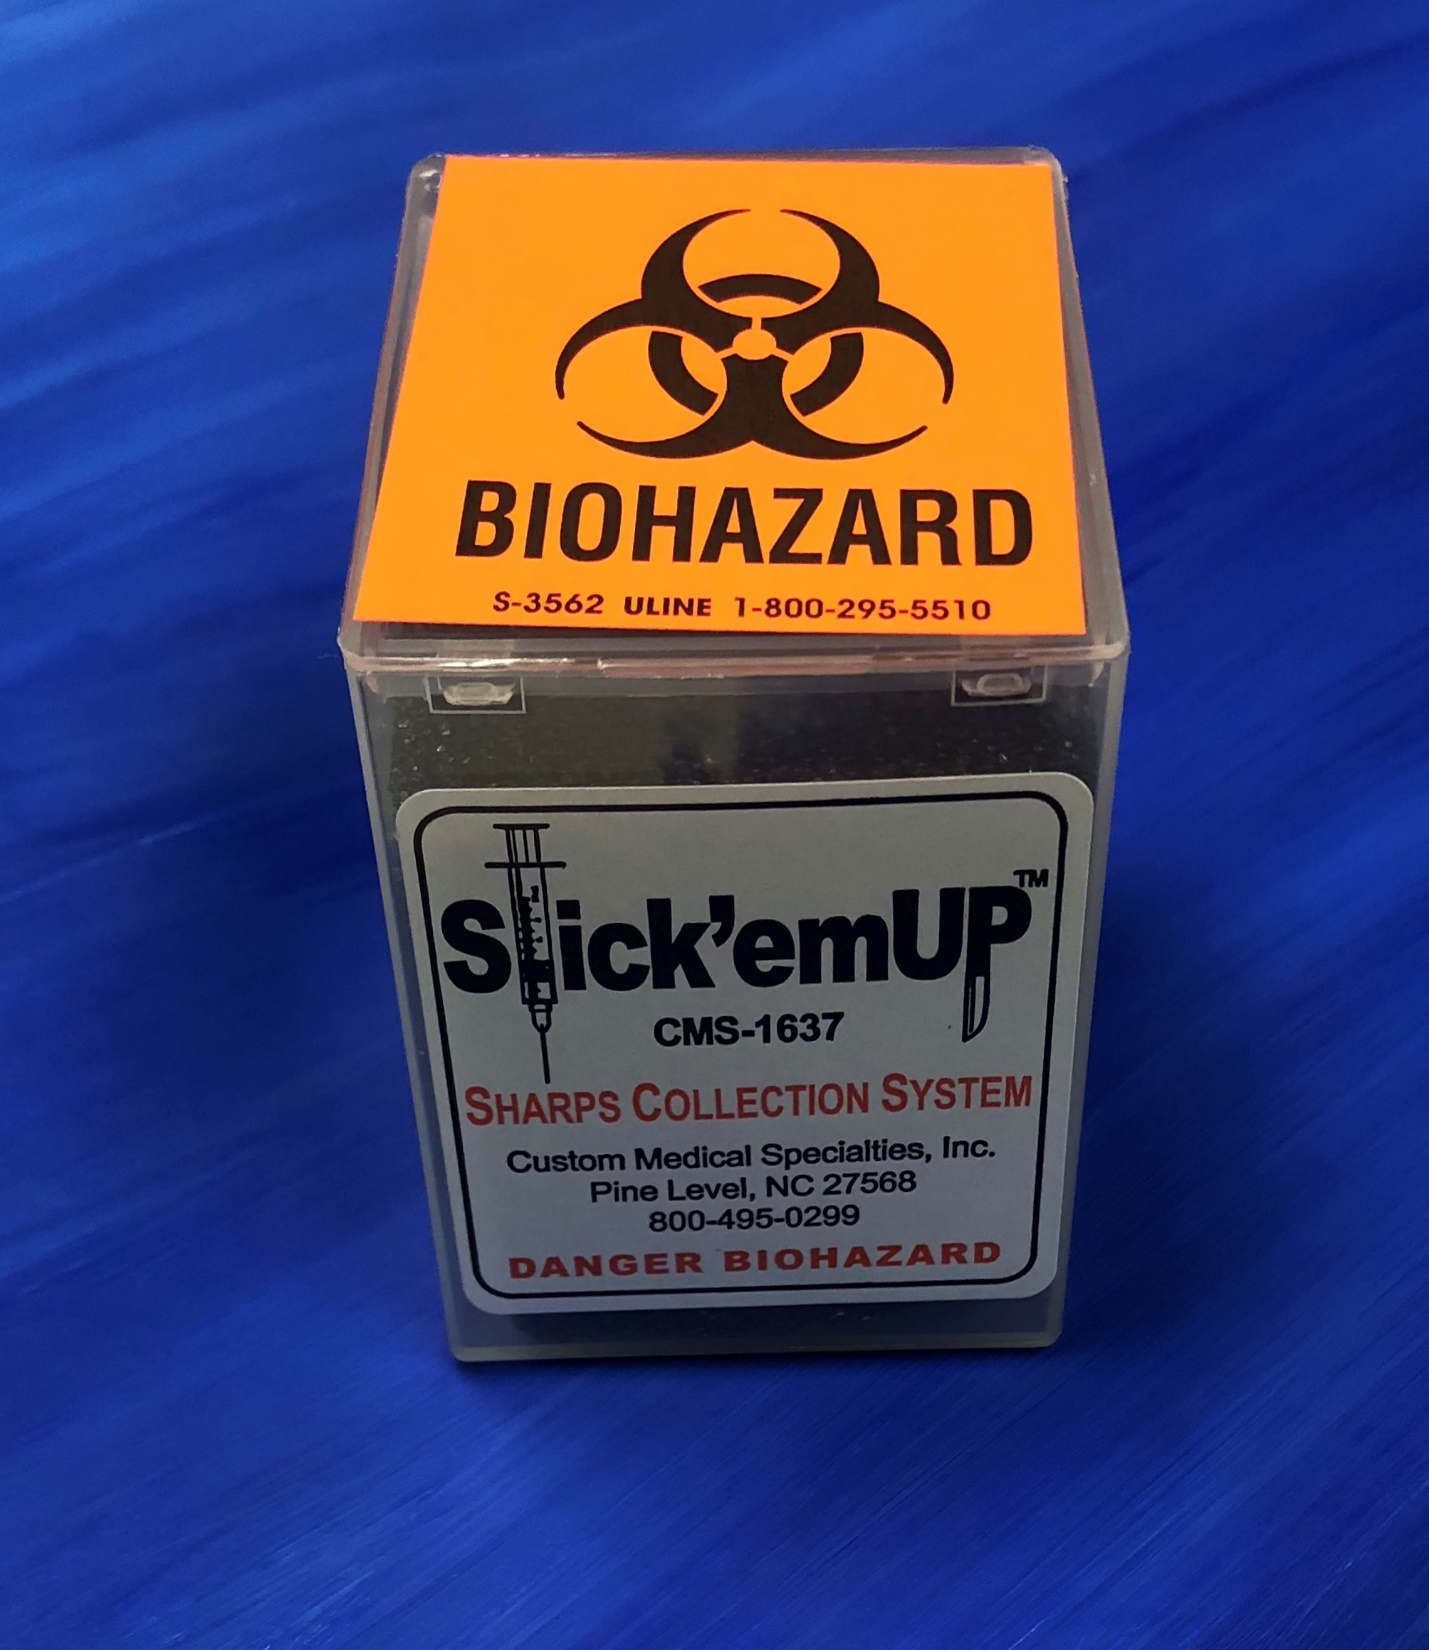 BIOHAZARD
S-3562 ULINE 1-800-295-5510
Stick'emUP™
CMS-1637
SHARPS COLLECTION SYSTEM
Custom Medical Specialties, Inc.
Pine Level, NC 27568
800-495-0299
DANGER BIOHAZARD